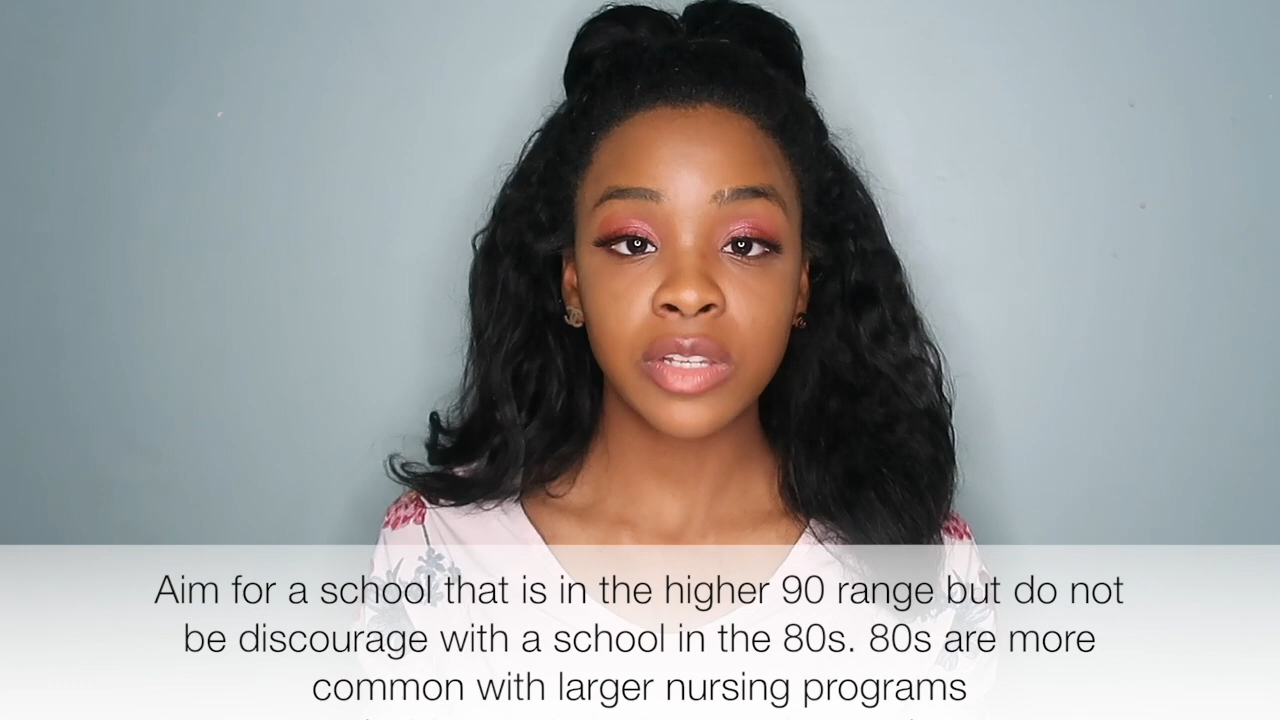 Aim for a school that is in the higher 90 range but do not
be discourage with a school in the 80s. 80s are more
common with larger nursing programs